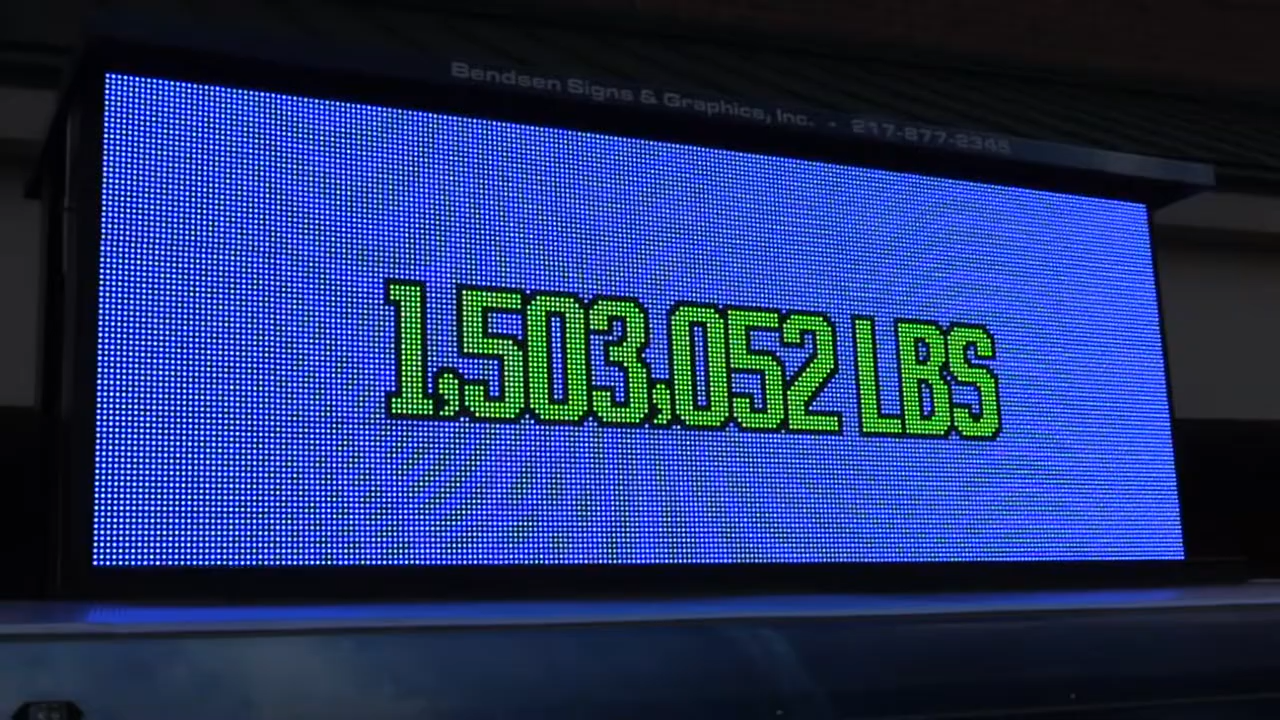 Bendsen Signs & Graphics, Inc. - 217-877-2345
1,503,052 LBS